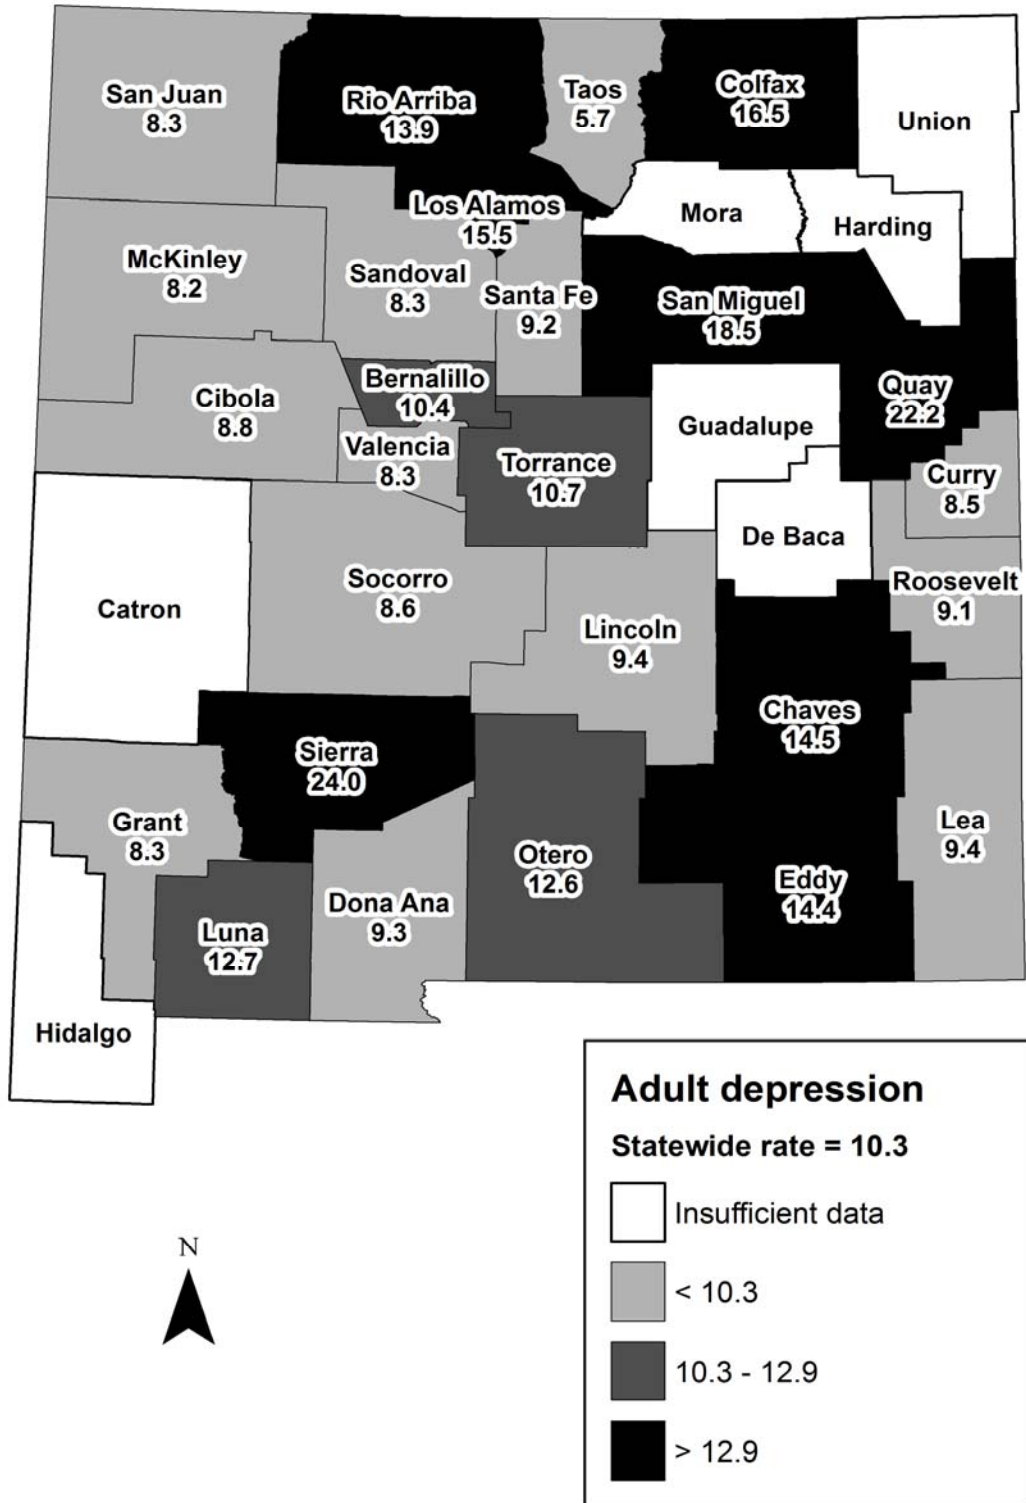 San Juan
8.3
Rio Arriba
13.9
Taos
5.7
Colfax
16.5
Union
Los Alamos
15.5
Mora
Harding
McKinley
8.2
Sandoval
8.3
Santa Fe
9.2
San Miguel
18.5
Cibola
8.8
Bernalillo
10.4
Quay
22.2
Valencia
8.3
Torrance
10.7
Guadalupe
Curry
8.5
De Baca
Catron
Socorro
8.6
Roosevelt
9.1
Lincoln
9.4
Chaves
14.5
Sierra
24.0
Grant
8.3
Lea
9.4
Otero
12.6
Eddy
14.4
Dona Ana
9.3
Luna
12.7
Hidalgo
Adult depression
Statewide rate = 10.3
Insufficient data
< 10.3
10.3 - 12.9
> 12.9
N